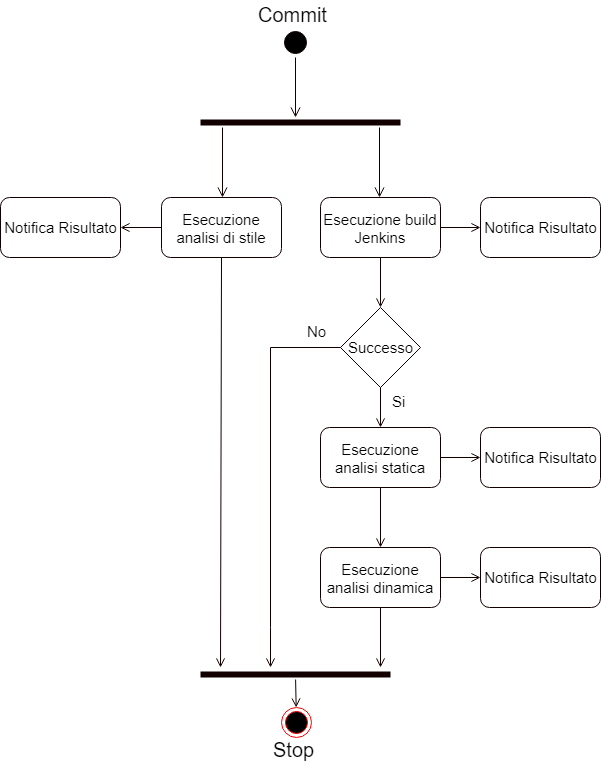 Commit
Notifica Risultato
Esecuzione
analisi di stile
Esecuzione build
Jenkins
Notifica Risultato
No
Successo
Si
Esecuzione
analisi statica
Notifica Risultato
Esecuzione
analisi dinamica
Notifica Risultato
Stop